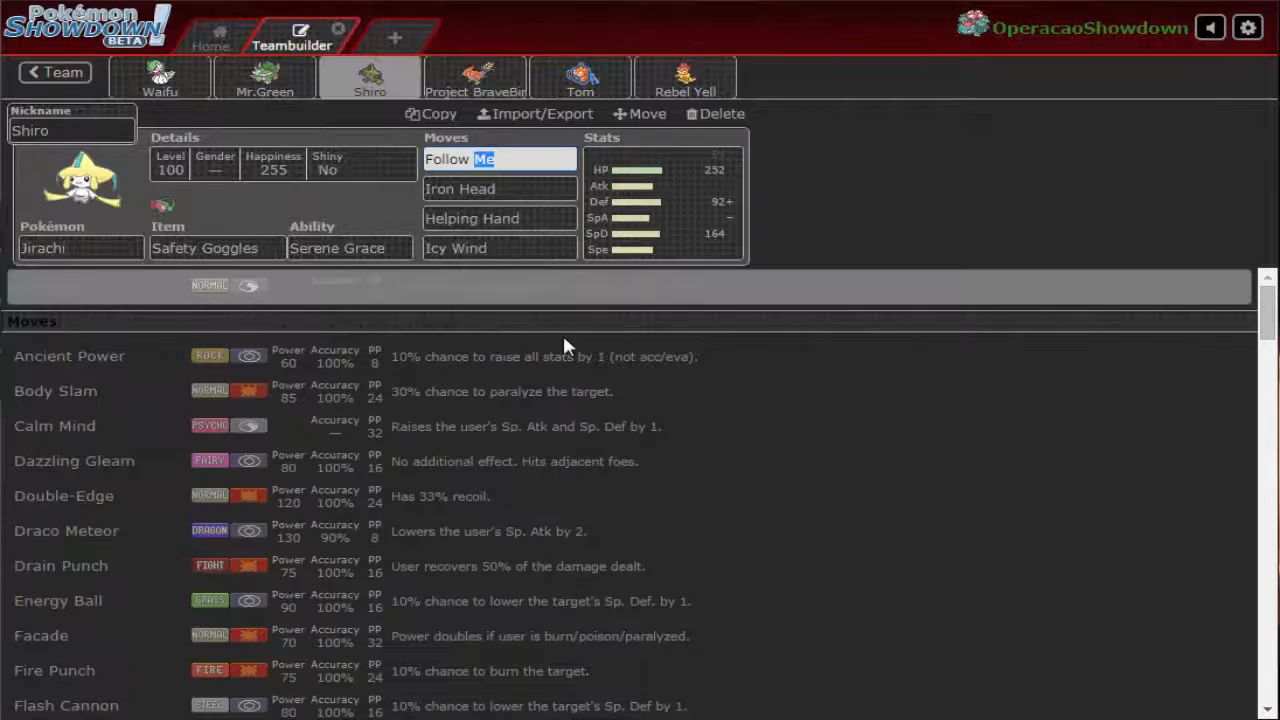 Pokémon
Showdown!
BETA
Home
Teambuilder
OperacaoShowdown
Team
Waifu
Mr.Green
Shiro
Project BraveBir
Tom
Rebel Yell
Nickname
Shiro
Copy
Import/Export
Move
Delete
Details
Level
100
Gender
—
Happiness
255
Shiny
No
Pokémon
Jirachi
Item
Safety Goggles
Ability
Serene Grace
Moves
Follow Me
Iron Head
Helping Hand
Icy Wind
Stats
HP 252
Atk
Def 92+
SpA –
SpD 164
Spe
NORMAL
Moves
Ancient Power ROCK Power 60 Accuracy 100% PP 8 10% chance to raise all stats by 1 (not acc/eva).
Body Slam NORMAL Power 85 Accuracy 100% PP 24 30% chance to paralyze the target.
Calm Mind PSYCHC Accuracy — PP 32 Raises the user's Sp. Atk and Sp. Def by 1.
Dazzling Gleam FAIRY Power 80 Accuracy 100% PP 16 No additional effect. Hits adjacent foes.
Double-Edge NORMAL Power 120 Accuracy 100% PP 24 Has 33% recoil.
Draco Meteor DRAGON Power 130 Accuracy 90% PP 8 Lowers the user's Sp. Atk by 2.
Drain Punch FIGHT Power 75 Accuracy 100% PP 16 User recovers 50% of the damage dealt.
Energy Ball GRASS Power 90 Accuracy 100% PP 16 10% chance to lower the target's Sp. Def. by 1.
Facade NORMAL Power 70 Accuracy 100% PP 32 Power doubles if user is burn/poison/paralyzed.
Fire Punch FIRE Power 75 Accuracy 100% PP 24 10% chance to burn the target.
Flash Cannon STEEL Power 80 Accuracy 100% PP 16 10% chance to lower the target's Sp. Def by 1.